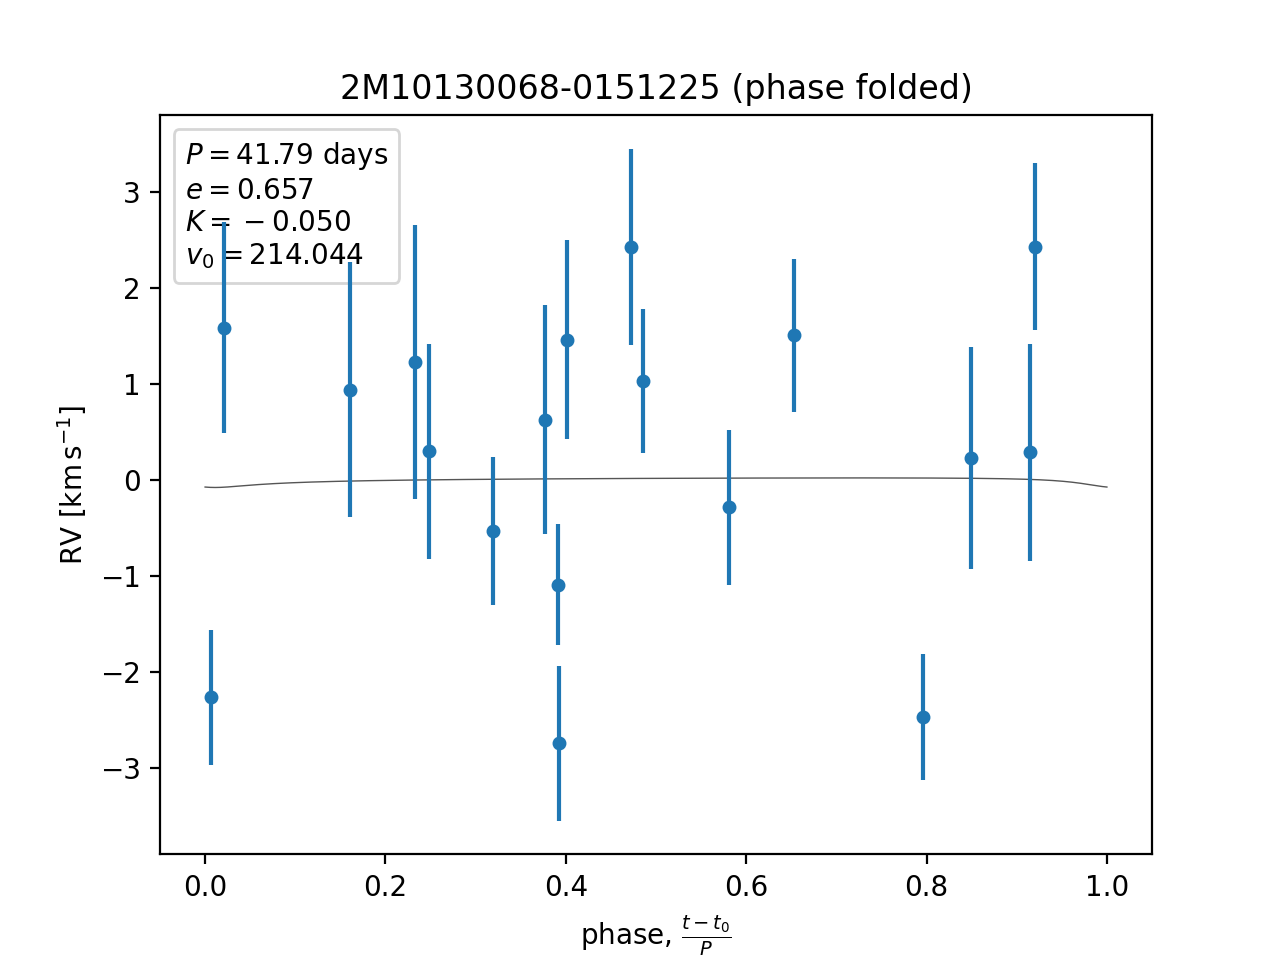 2M10130068-0151225 (phase folded)
P = 41.79 days
e = 0.657
K = −0.050
v₀ = 214.044
3
2
1
0
−1
−2
−3
RV [km s⁻¹]
0.0 0.2 0.4 0.6 0.8 1.0
phase, (t − t₀)/P